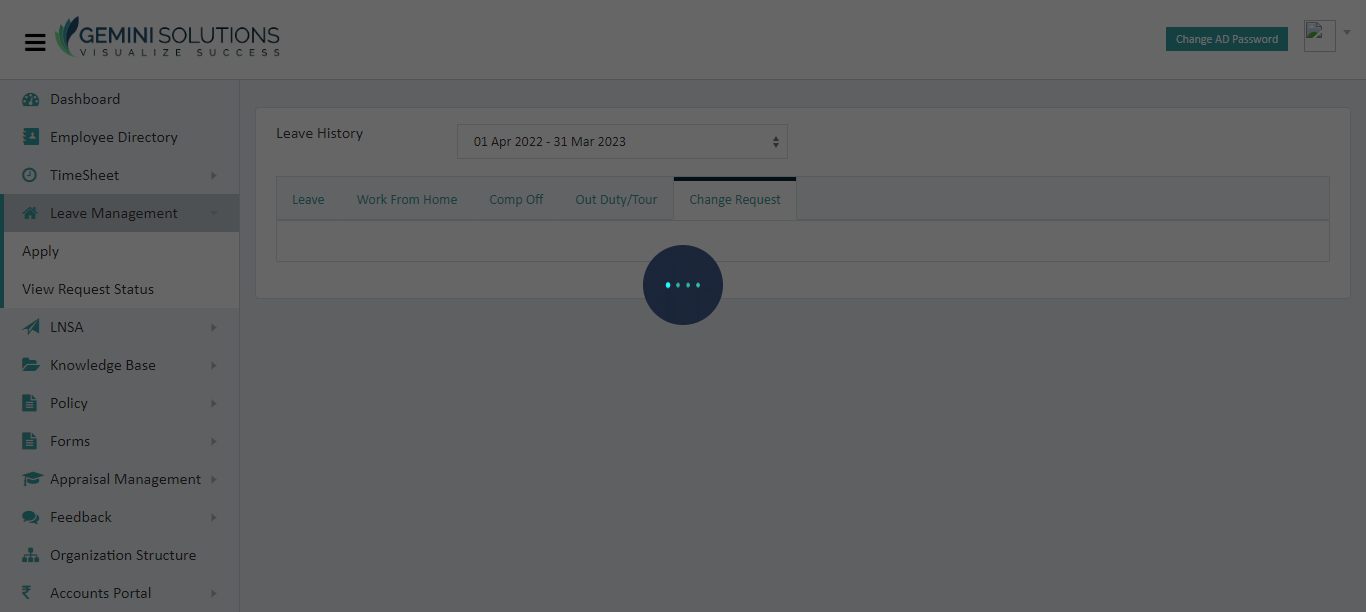 GEMINI SOLUTIONS
VISUALIZE SUCCESS
Change AD Password
Dashboard
Employee Directory
TimeSheet
Leave Management
Apply
View Request Status
LNSA
Knowledge Base
Policy
Forms
Appraisal Management
Feedback
Organization Structure
Accounts Portal
Leave History
01 Apr 2022 - 31 Mar 2023
Leave Work From Home Comp Off Out Duty/Tour Change Request